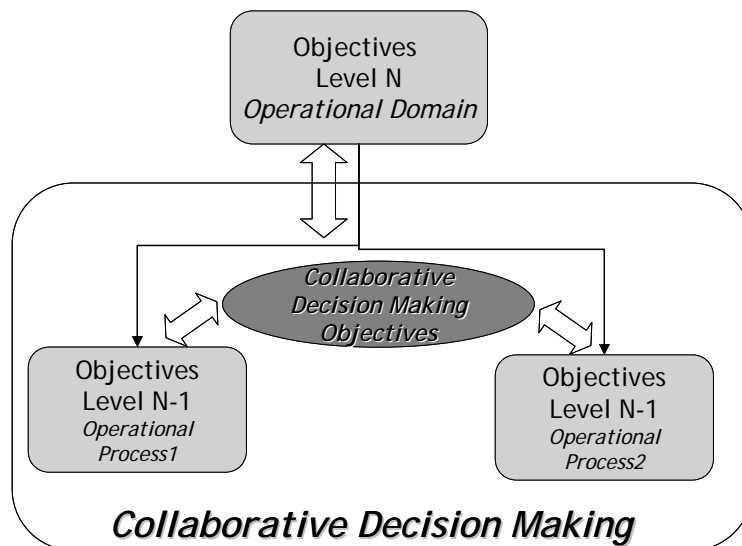 Objectives
Level N
Operational Domain
Collaborative
Decision Making
Objectives
Objectives
Level N-1
Operational
Process1
Objectives
Level N-1
Operational
Process2
Collaborative Decision Making